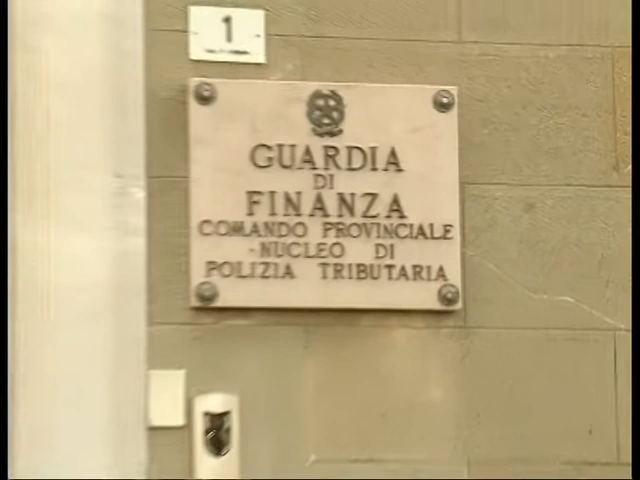 1
GUARDIA
DI
FINANZA
COMANDO PROVINCIALE
NUCLEO DI
POLIZIA TRIBUTARIA